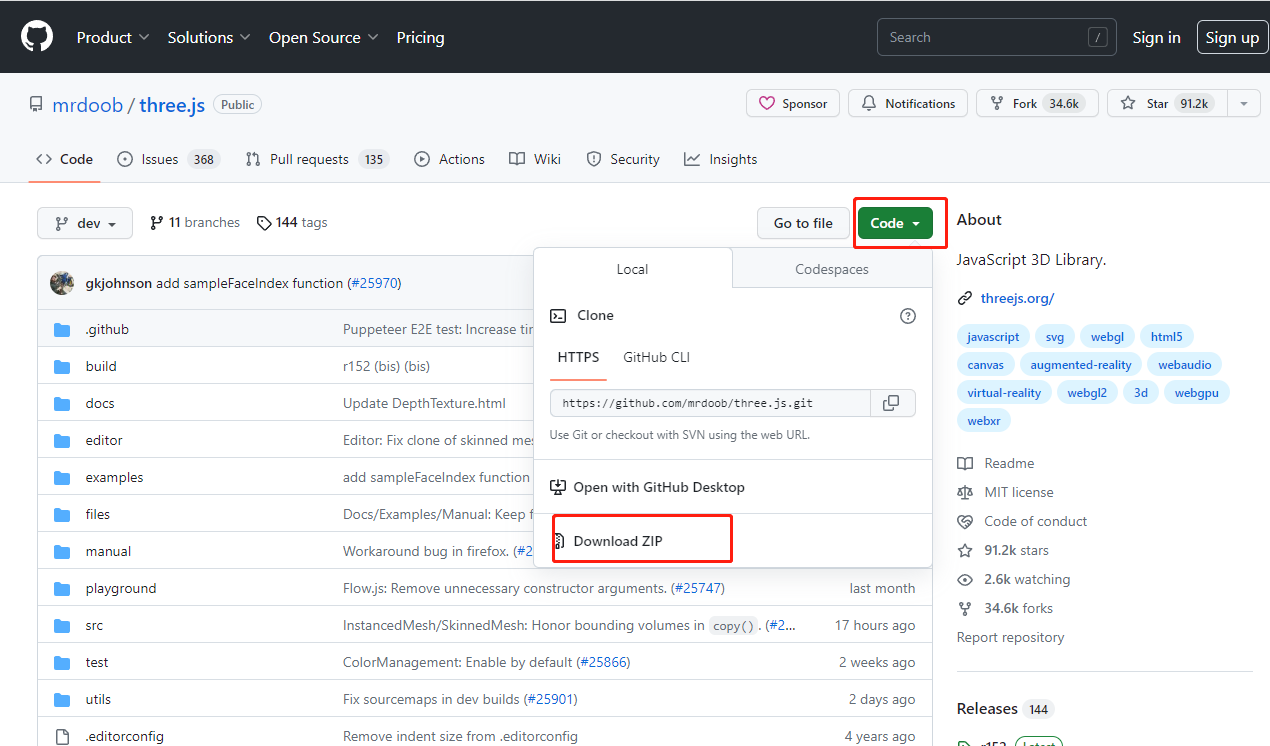 Product Solutions Open Source Pricing Search / Sign in Sign up
mrdoob / three.js Public Sponsor Notifications Fork 34.6k Star 91.2k
Code Issues 368 Pull requests 135 Actions Wiki Security Insights
dev 11 branches 144 tags Go to file Code
Local Codespaces
Clone
HTTPS GitHub CLI
https://github.com/mrdoob/three.js.git
Use Git or checkout with SVN using the web URL.
Open with GitHub Desktop
Download ZIP
gkjohnson add sampleFaceIndex function (#25970)
.github Puppeteer E2E test: Increase
build r152 (bis) (bis)
docs Update DepthTexture.html
editor Editor: Fix clone of skinned
examples add sampleFaceIndex function
files Docs/Examples/Manual: Keep
manual Workaround bug in firefox. (#2
playground Flow.js: Remove unnecessary constructor arguments. (#25747) last month
src InstancedMesh/SkinnedMesh: Honor bounding volumes in copy(). (#2... 17 hours ago
test ColorManagement: Enable by default (#25866) 2 weeks ago
utils Fix sourcemaps in dev builds (#25901) 2 days ago
.editorconfig Remove indent size from .editorconfig 4 years ago
About
JavaScript 3D Library.
threejs.org/
javascript svg webgl html5
canvas augmented-reality webaudio
virtual-reality webgl2 3d webgpu
webxr
Readme
MIT license
Code of conduct
91.2k stars
2.6k watching
34.6k forks
Report repository
Releases 144
r152 Latest